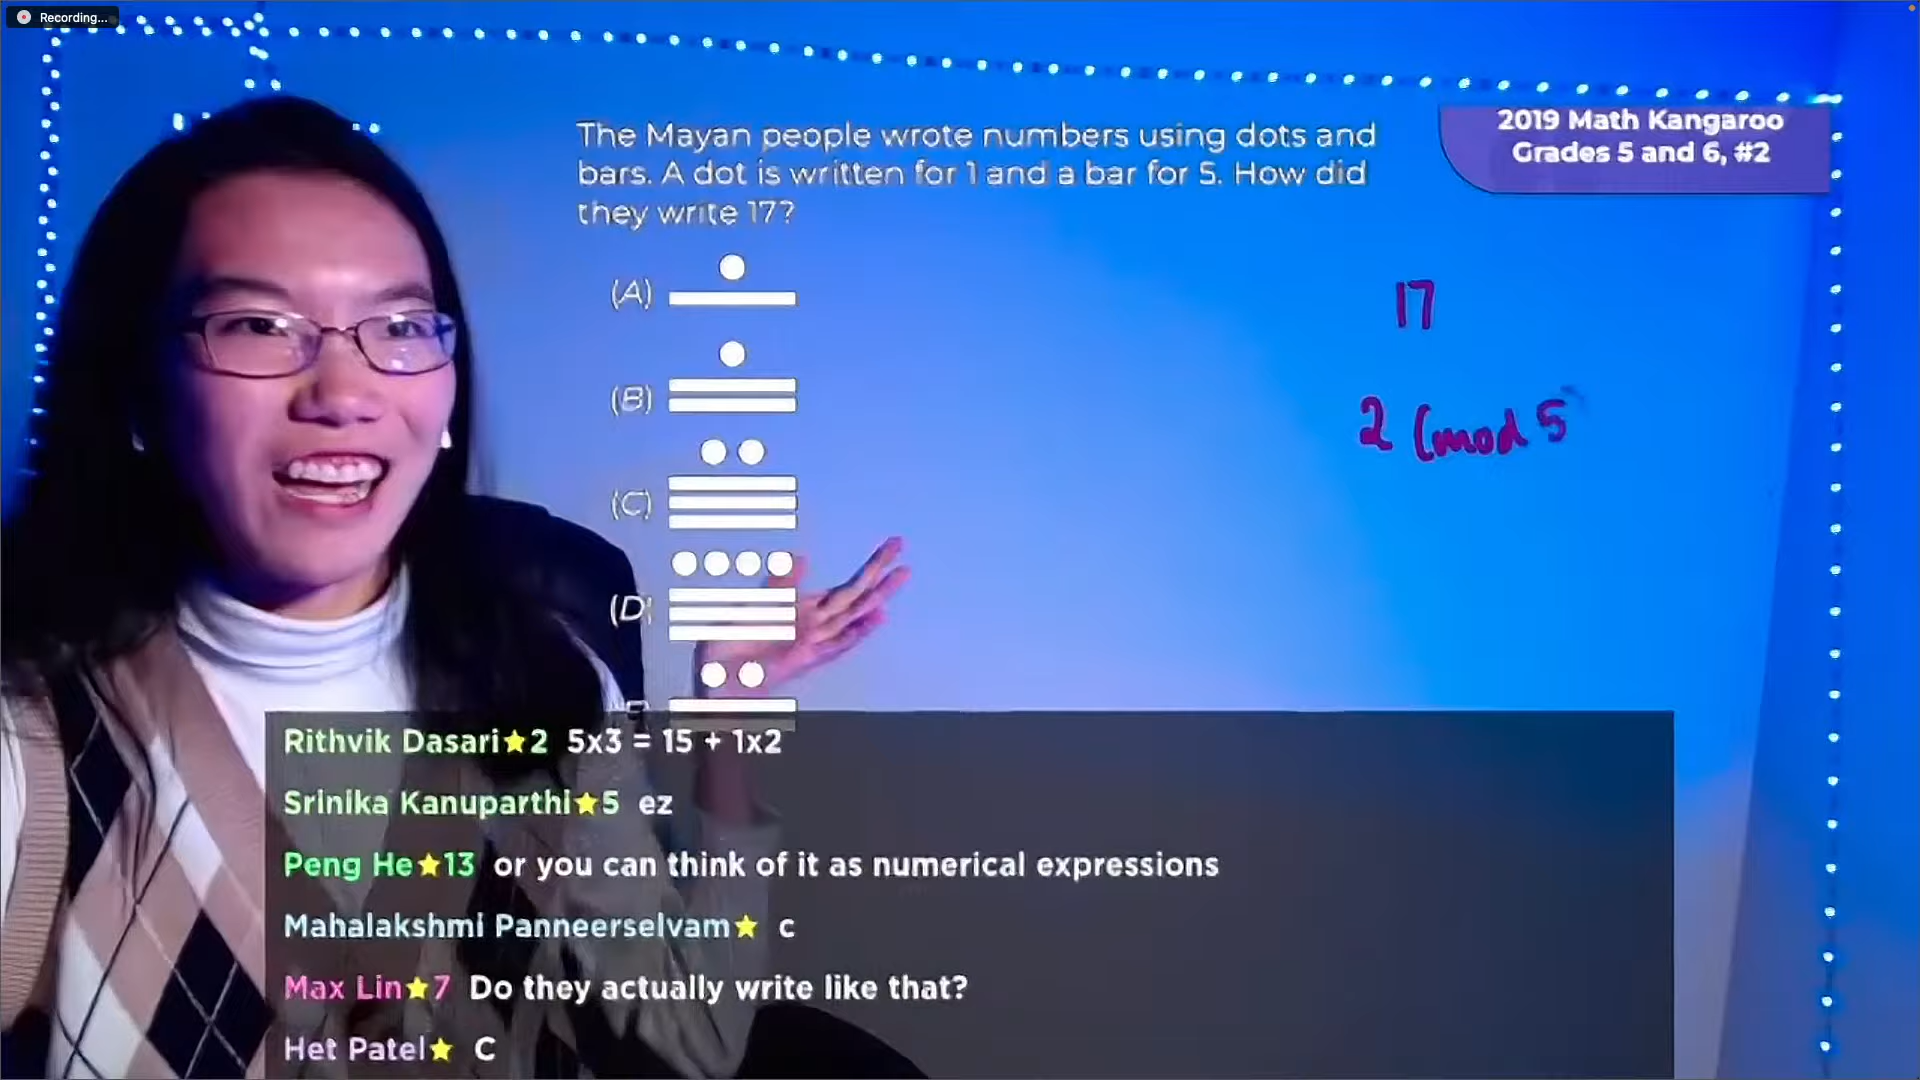 Recording...
2019 Math Kangaroo
Grades 5 and 6, #2
The Mayan people wrote numbers using dots and
bars. A dot is written for 1 and a bar for 5. How did
they write 17?
(A)
17
(B)
2 (mod 5
(C)
(D)
Rithvik Dasari★2 5x3 = 15 + 1x2
Srinika Kanuparthi★5 ez
Peng He★13 or you can think of it as numerical expressions
Mahalakshmi Panneerselvam★ c
Max Lin★7 Do they actually write like that?
Het Patel★ C